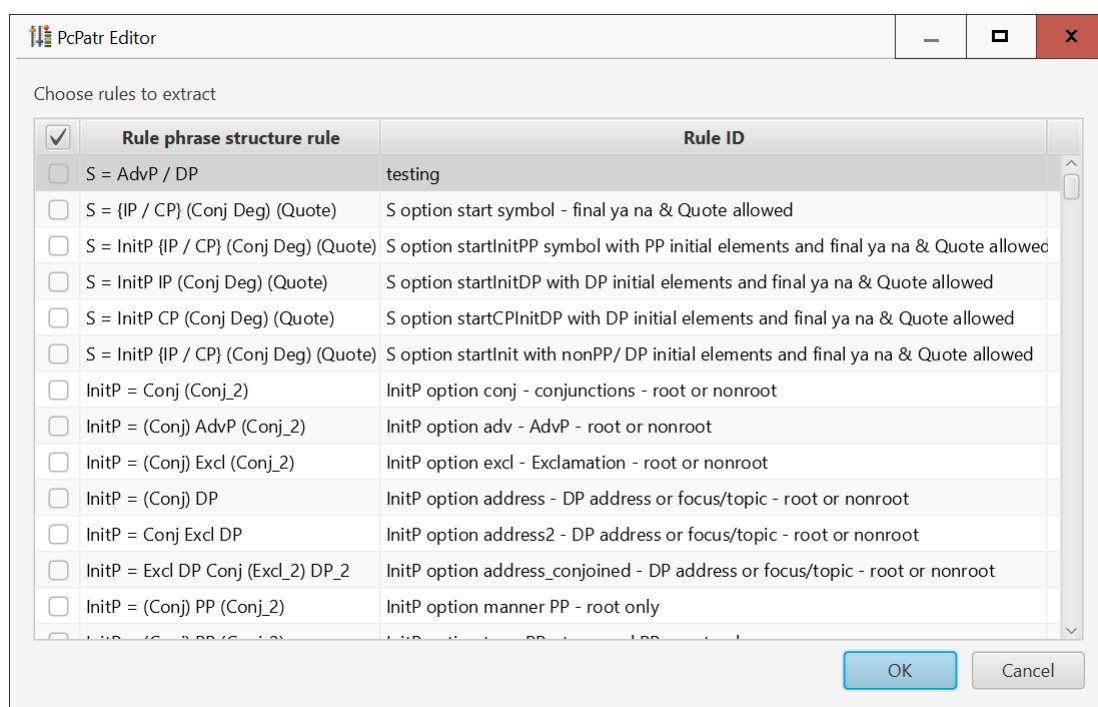 PcPatr Editor
Choose rules to extract
Rule phrase structure rule Rule ID
S = AdvP / DP testing
S = {IP / CP} (Conj Deg) (Quote) S option start symbol - final ya na & Quote allowed
S = InitP {IP / CP} (Conj Deg) (Quote) S option startInitPP symbol with PP initial elements and final ya na & Quote allowed
S = InitP IP (Conj Deg) (Quote) S option startInitDP with DP initial elements and final ya na & Quote allowed
S = InitP CP (Conj Deg) (Quote) S option startCPInitDP with DP initial elements and final ya na & Quote allowed
S = InitP {IP / CP} (Conj Deg) (Quote) S option startInit with nonPP/ DP initial elements and final ya na & Quote allowed
InitP = Conj (Conj_2) InitP option conj - conjunctions - root or nonroot
InitP = (Conj) AdvP (Conj_2) InitP option adv - AdvP - root or nonroot
InitP = (Conj) Excl (Conj_2) InitP option excl - Exclamation - root or nonroot
InitP = (Conj) DP InitP option address - DP address or focus/topic - root or nonroot
InitP = Conj Excl DP InitP option address2 - DP address or focus/topic - root or nonroot
InitP = Excl DP Conj (Excl_2) DP_2 InitP option address_conjoined - DP address or focus/topic - root or nonroot
InitP = (Conj) PP (Conj_2) InitP option manner PP - root only
OK Cancel